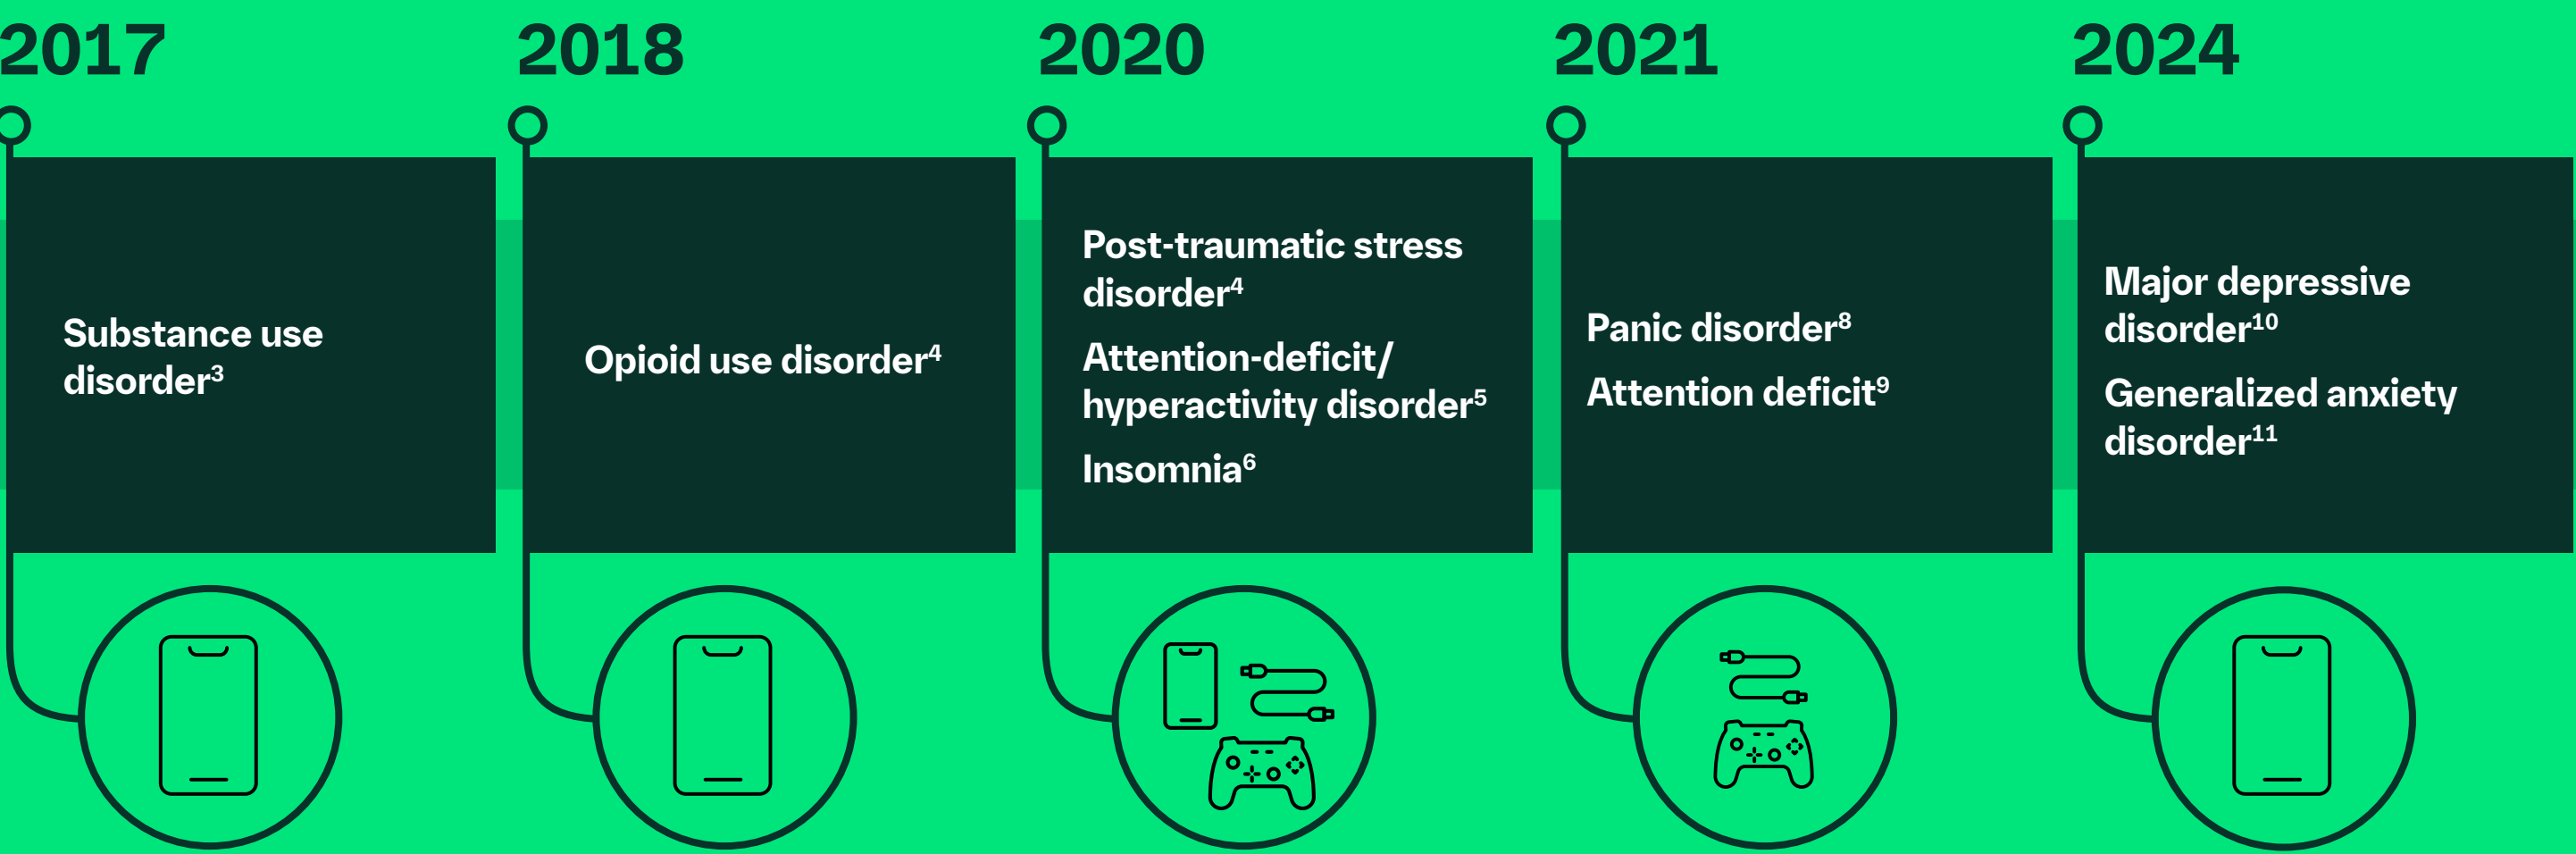 2017
2018
2020
2021
2024
Substance use
disorder³
Opioid use disorder⁴
Post-traumatic stress
disorder⁴
Attention-deficit/
hyperactivity disorder⁵
Insomnia⁶
Panic disorder⁸
Attention deficit⁹
Major depressive
disorder¹⁰
Generalized anxiety
disorder¹¹